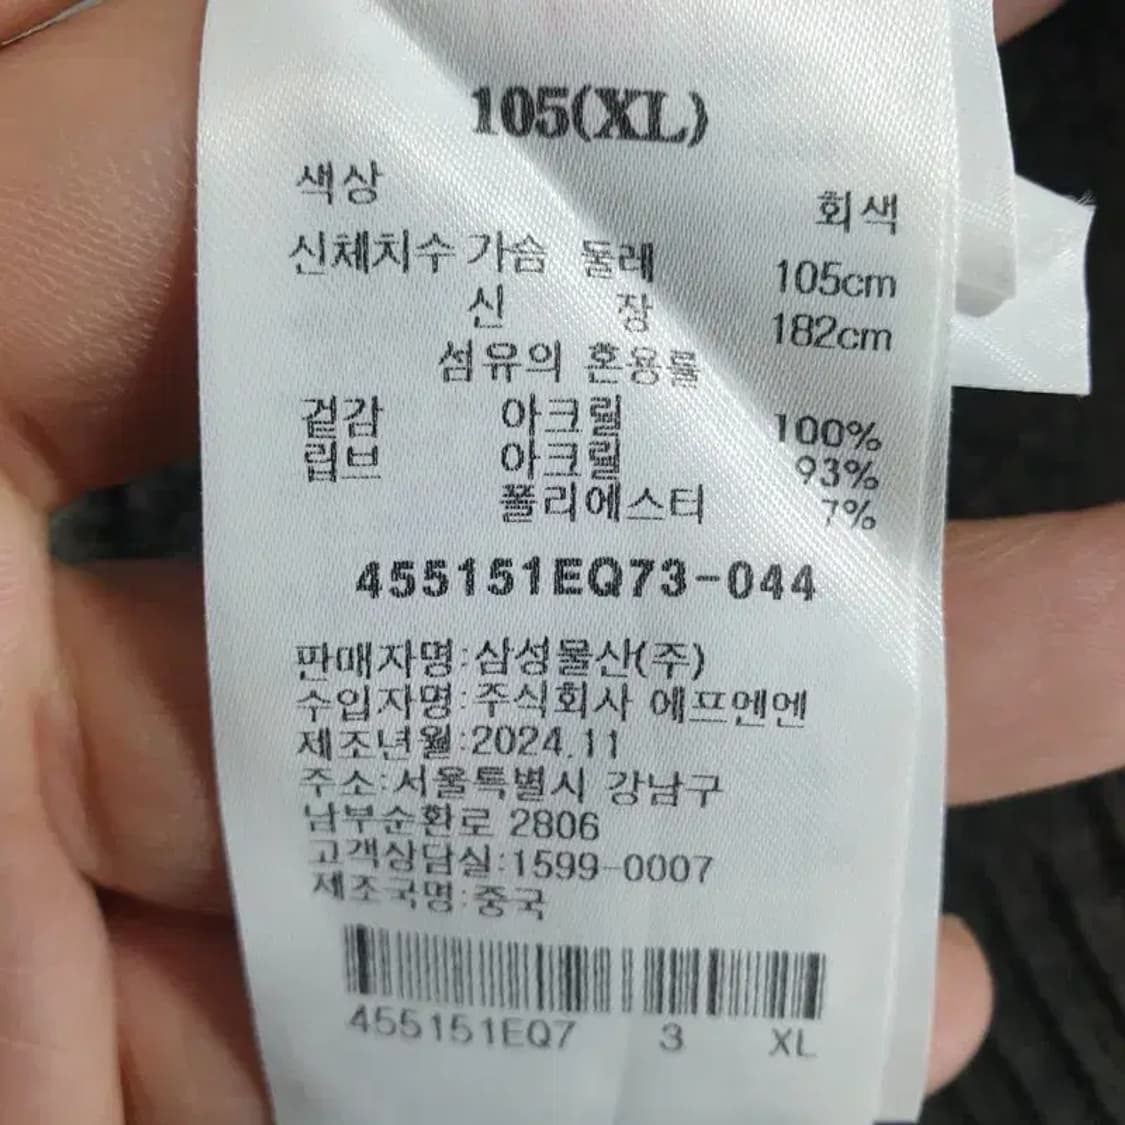 105(XL)
색상 회색
신체치수 가슴 둘레 105cm
신 장 182cm
섬유의 혼용률
겉감 아크릴 100%
립브 아크릴 93%
폴리에스터 7%
455151EQ73-044
판매자명:삼성물산(주)
수입자명:주식회사 에프엔엔
제조년월:2024.11
주소:서울특별시 강남구
남부순환로 2806
고객상담실:1599-0007
제조국명:중국
455151EQ7 3 XL